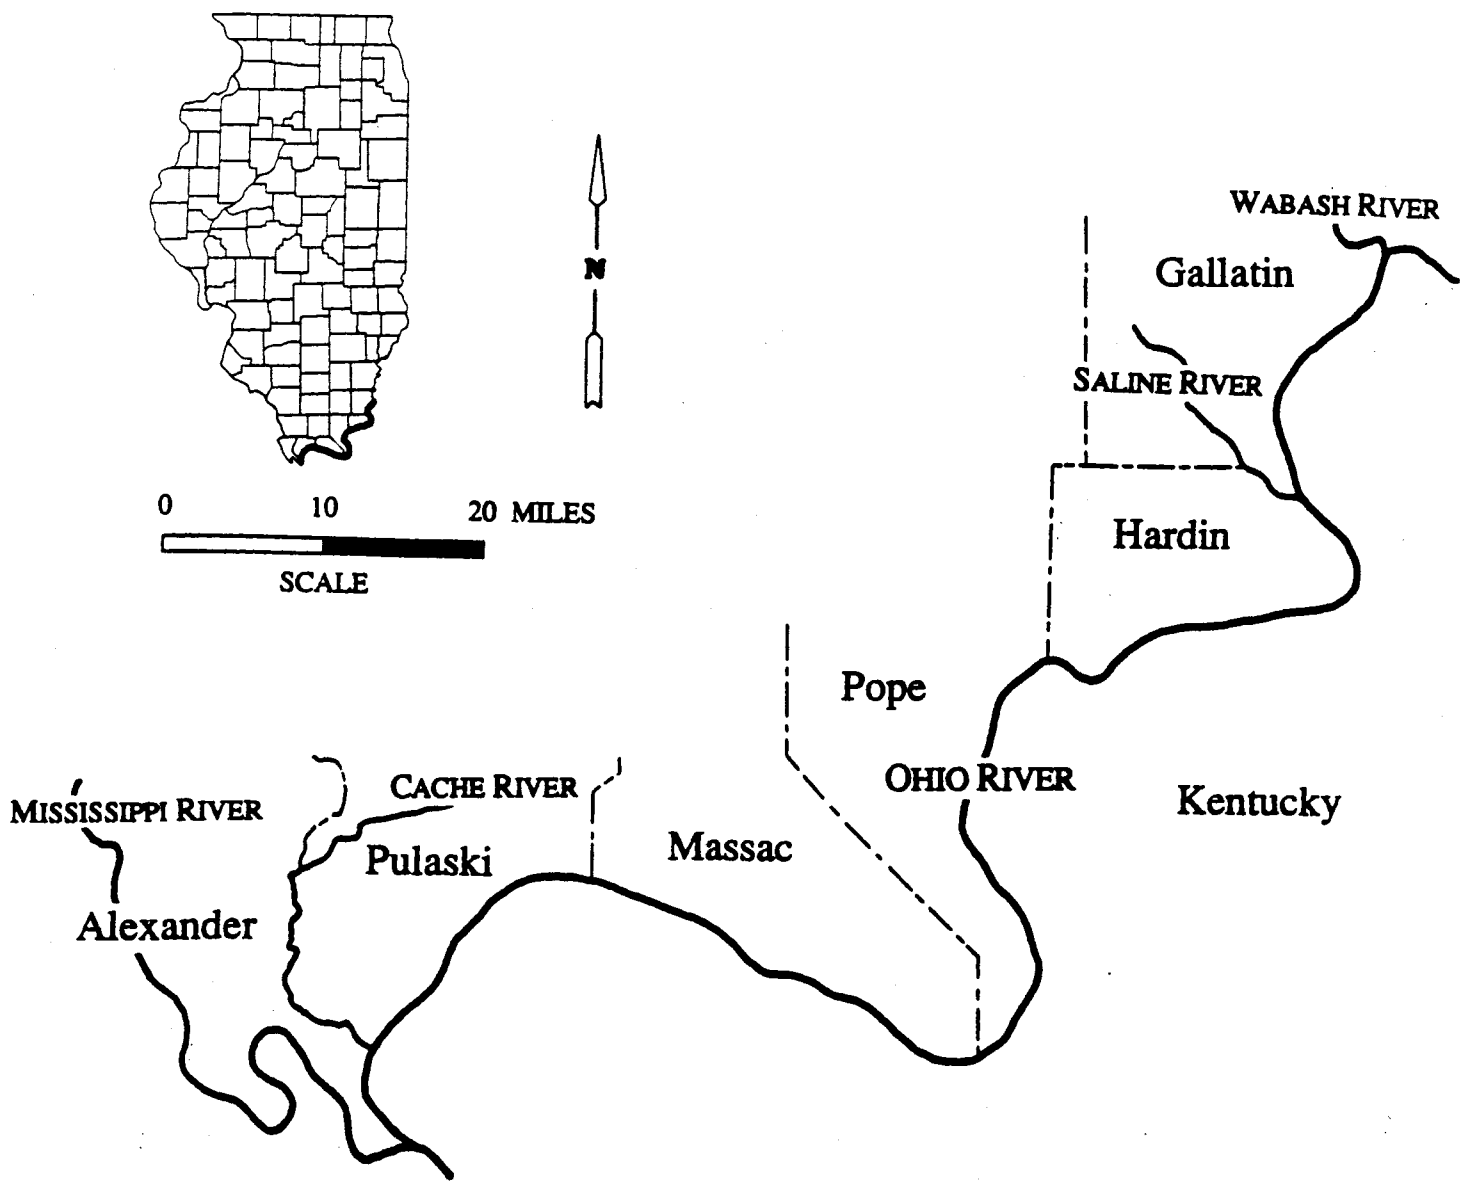 WABASH RIVER
N
Gallatin
SALINE RIVER
0 10 20 MILES
SCALE
Hardin
Pope
OHIO RIVER
Kentucky
CACHE RIVER
MISSISSIPPI RIVER
Massac
Pulaski
Alexander